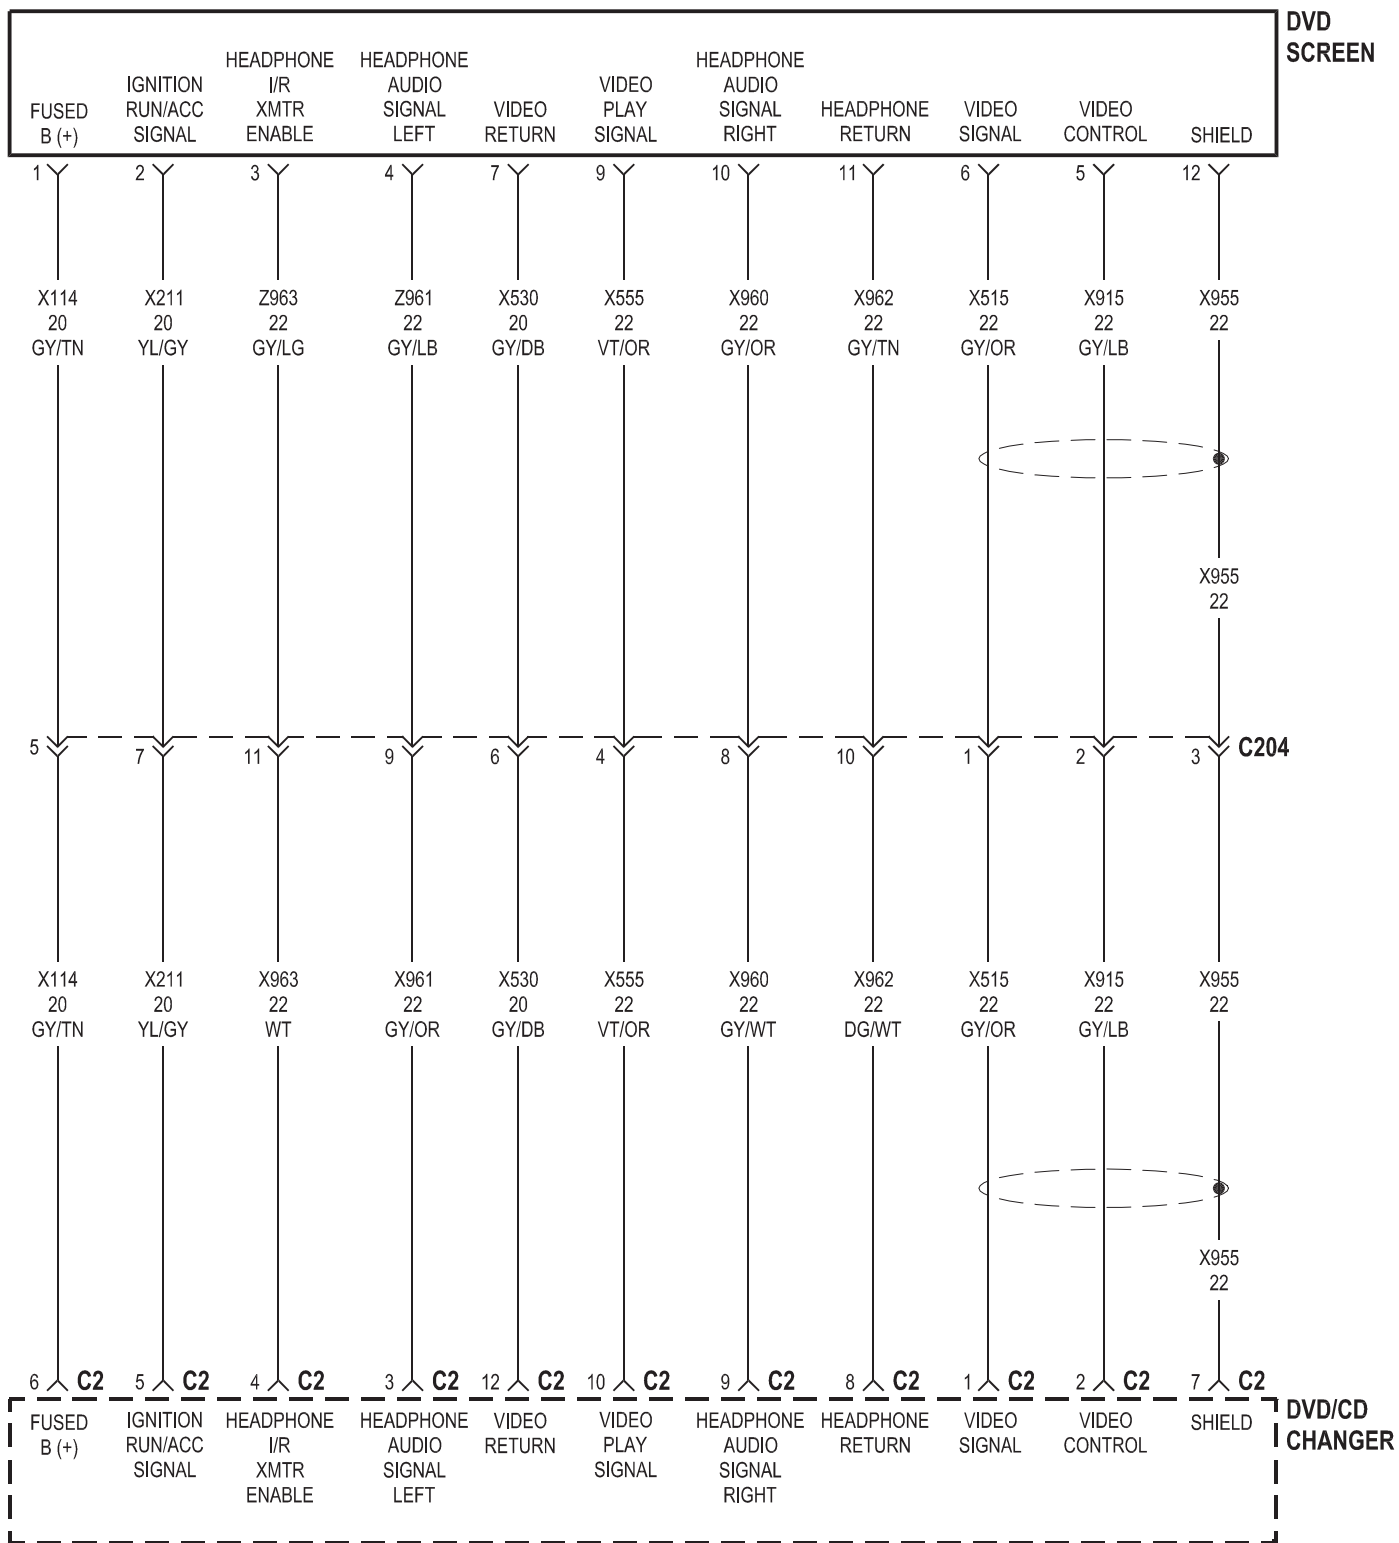 DVD
SCREEN
FUSED
B (+)
IGNITION
RUN/ACC
SIGNAL
HEADPHONE
I/R
XMTR
ENABLE
HEADPHONE
AUDIO
SIGNAL
LEFT
VIDEO
RETURN
VIDEO
PLAY
SIGNAL
HEADPHONE
AUDIO
SIGNAL
RIGHT
HEADPHONE
RETURN
VIDEO
SIGNAL
VIDEO
CONTROL
SHIELD
1 2 3 4 7 9 10 11 6 5 12
X114 X211 Z963 Z961 X530 X555 X960 X962 X515 X915 X955
20 20 22 22 20 22 22 22 22 22 22
GY/TN YL/GY GY/LG GY/LB GY/DB VT/OR GY/OR GY/TN GY/OR GY/LB
X955
22
5 7 11 9 6 4 8 10 1 2 3 C204
X114 X211 X963 X961 X530 X555 X960 X962 X515 X915 X955
20 20 22 22 20 22 22 22 22 22 22
GY/TN YL/GY WT GY/OR GY/DB VT/OR GY/WT DG/WT GY/OR GY/LB
X955
22
6 C2 5 C2 4 C2 3 C2 12 C2 10 C2 9 C2 8 C2 1 C2 2 C2 7 C2
FUSED
B (+)
IGNITION
RUN/ACC
SIGNAL
HEADPHONE
I/R
XMTR
ENABLE
HEADPHONE
AUDIO
SIGNAL
LEFT
VIDEO
RETURN
VIDEO
PLAY
SIGNAL
HEADPHONE
AUDIO
SIGNAL
RIGHT
HEADPHONE
RETURN
VIDEO
SIGNAL
VIDEO
CONTROL
SHIELD
DVD/CD
CHANGER